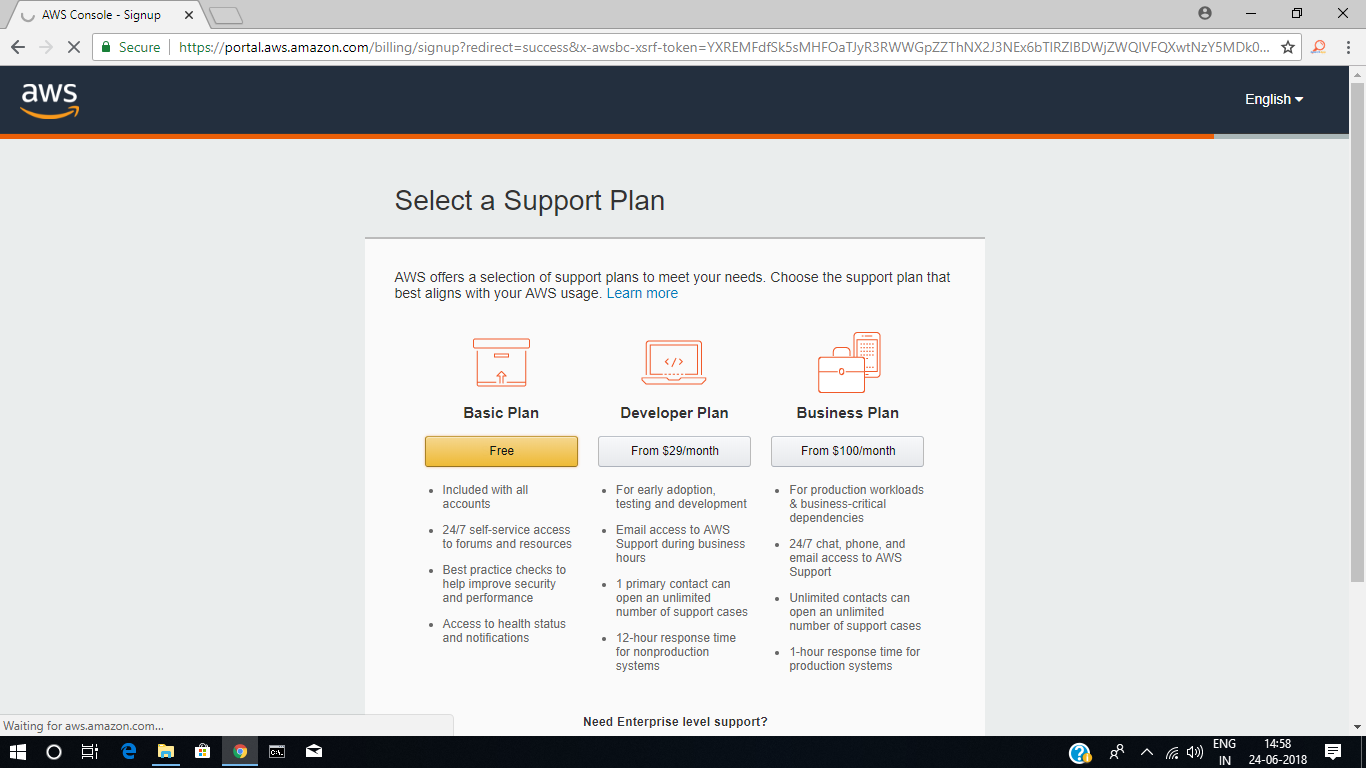 AWS Console - Signup
Secure
https://portal.aws.amazon.com/billing/signup?redirect=success&x-awsbc-xsrf-token=YXREMFdfSk5sMHFOaTJyR3RWWGpZZThNX2J3NEx6bTlRZlBDWjZWQlVFQXwtNzY5MDk0...
aws
English
Select a Support Plan
AWS offers a selection of support plans to meet your needs. Choose the support plan that
best aligns with your AWS usage. Learn more
</>
Basic Plan
Free
Included with all
accounts
24/7 self-service access
to forums and resources
Best practice checks to
help improve security
and performance
Access to health status
and notifications
Developer Plan
From $29/month
For early adoption,
testing and development
Email access to AWS
Support during business
hours
1 primary contact can
open an unlimited
number of support cases
12-hour response time
for nonproduction
systems
Business Plan
From $100/month
For production workloads
& business-critical
dependencies
24/7 chat, phone, and
email access to AWS
Support
Unlimited contacts can
open an unlimited
number of support cases
1-hour response time for
production systems
Need Enterprise level support?
Waiting for aws.amazon.com...
ENG
IN
14:58
24-06-2018